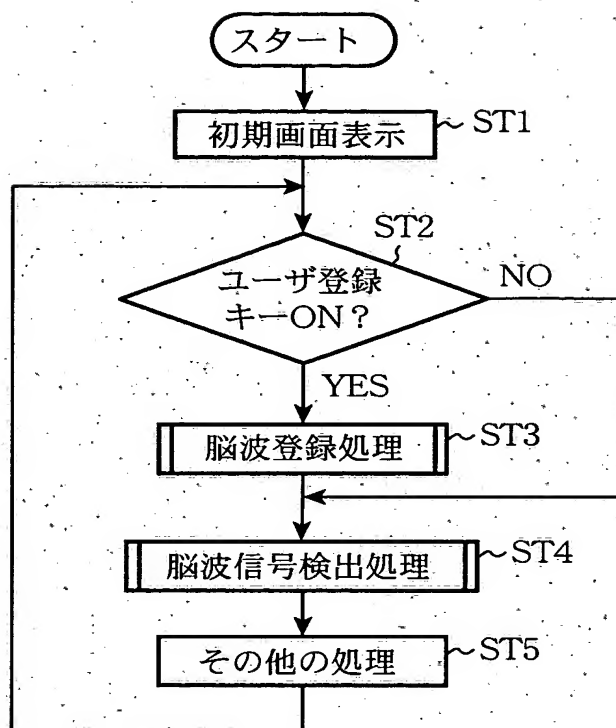 スタート
初期画面表示
ST1
ST2
ユーザ登録
キーON?
NO
YES
脳波登録処理
ST3
脳波信号検出処理
ST4
その他の処理
ST5